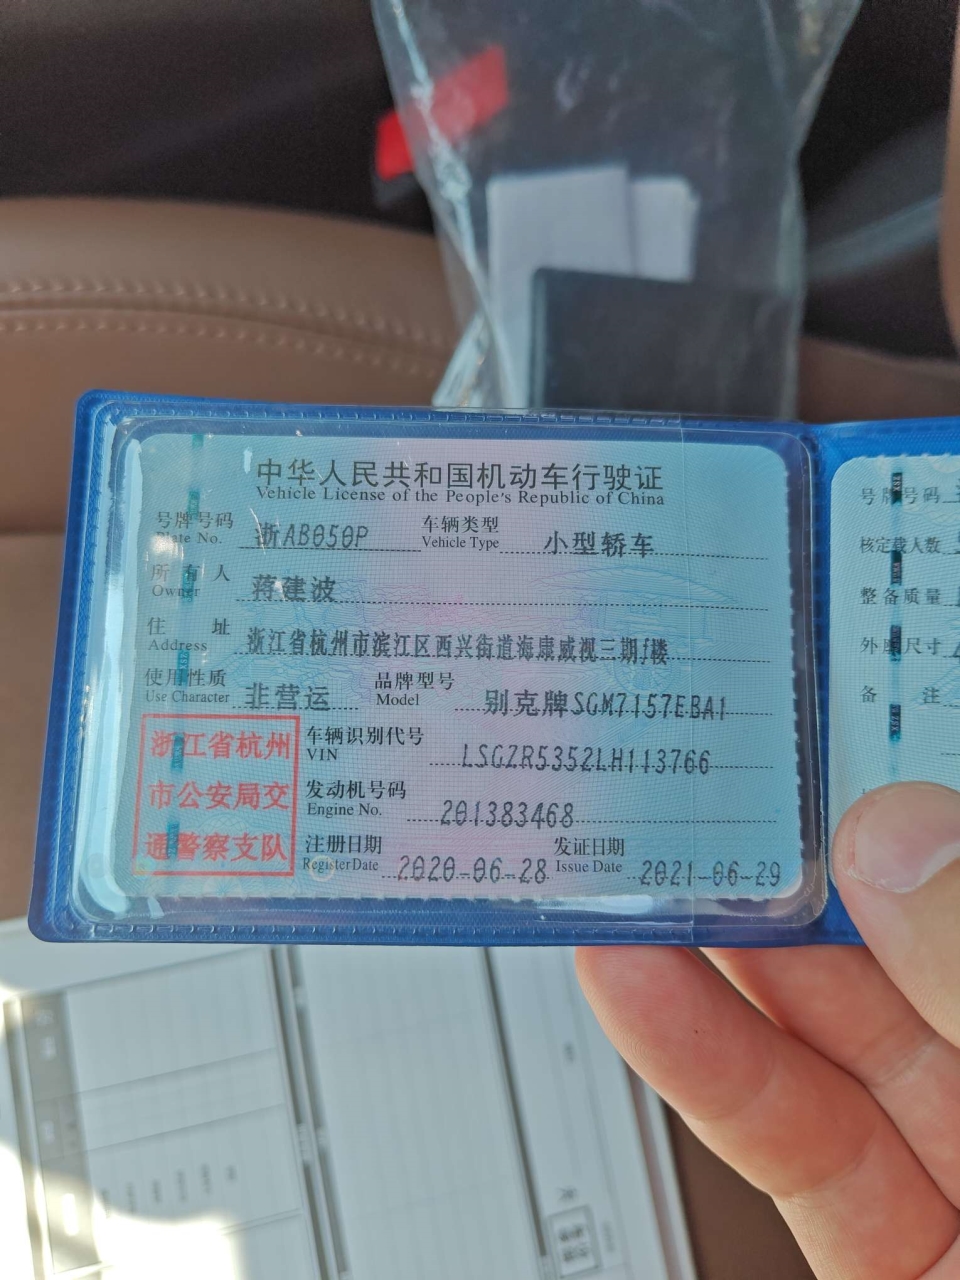 中华人民共和国机动车行驶证
Vehicle License of the People's Republic of China
号牌号码 浙AB050P 车辆类型 小型轿车
Plate No. Vehicle Type
所有人 蒋建波
Owner
住址 浙江省杭州市滨江区西兴街道海康威视三期f楼
Address
使用性质 非营运 品牌型号 别克牌SGM7157EBA1
Use Character Model
浙江省杭州
市公安局交
通警察支队
车辆识别代号 LSGZR5352LH113766
VIN
发动机号码 201383468
Engine No.
注册日期 2020-06-28 发证日期 2021-06-29
Register Date Issue Date
号牌号码
核定载人数
整备质量
外廓尺寸
备注